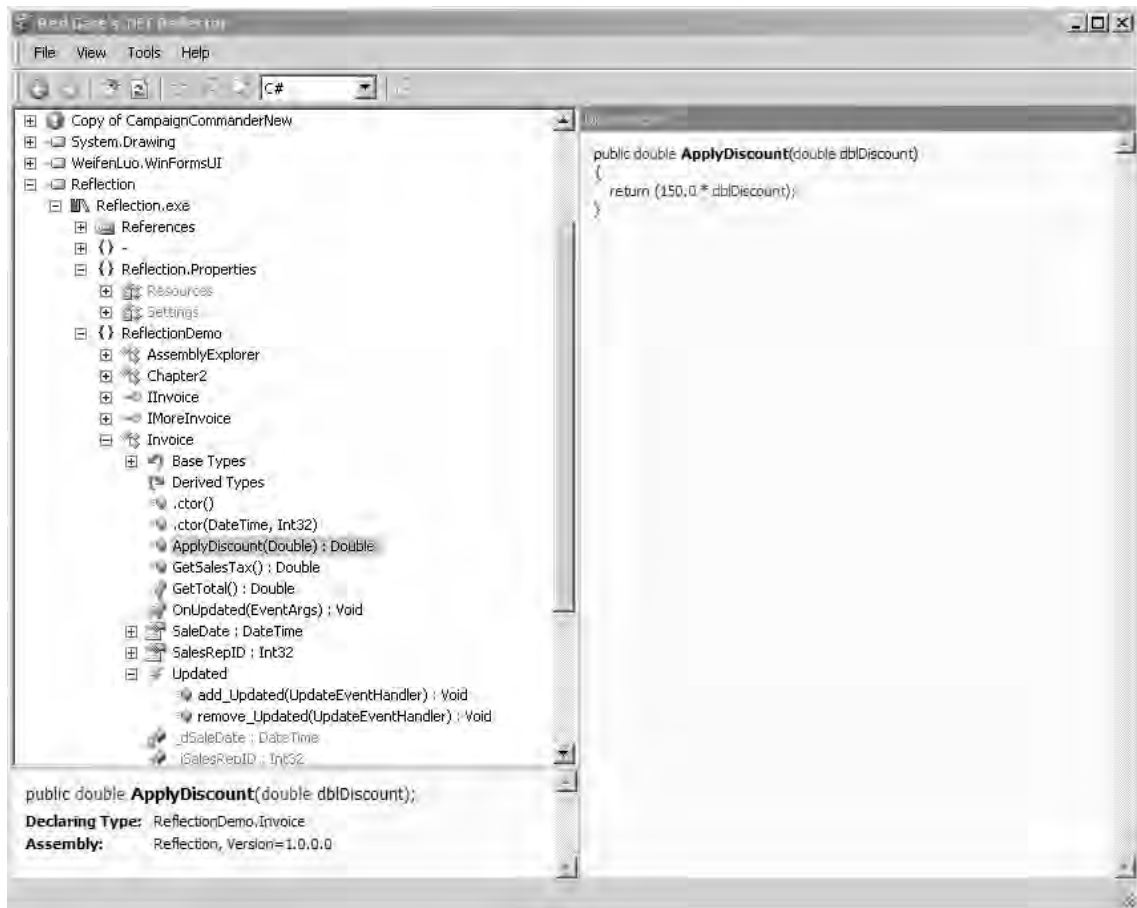 Red Gate's .NET Reflector
File View Tools Help
C#
Copy of CampaignCommanderNew
System.Drawing
WeifenLuo.WinFormsUI
Reflection
Reflection.exe
References
{} -
{} Reflection.Properties
Resources
Settings
{} ReflectionDemo
AssemblyExplorer
Chapter2
IInvoice
IMoreInvoice
Invoice
Base Types
Derived Types
.ctor()
.ctor(DateTime, Int32)
ApplyDiscount(Double) : Double
GetSalesTax() : Double
GetTotal() : Double
OnUpdated(EventArgs) : Void
SaleDate : DateTime
SalesRepID : Int32
Updated
add_Updated(UpdateEventHandler) : Void
remove_Updated(UpdateEventHandler) : Void
_dSaleDate : DateTime
_iSalesRepID : Int32
public double ApplyDiscount(double dblDiscount);
Declaring Type: ReflectionDemo.Invoice
Assembly: Reflection, Version=1.0.0.0
public double ApplyDiscount(double dblDiscount)
{
return (150.0 * dblDiscount);
}